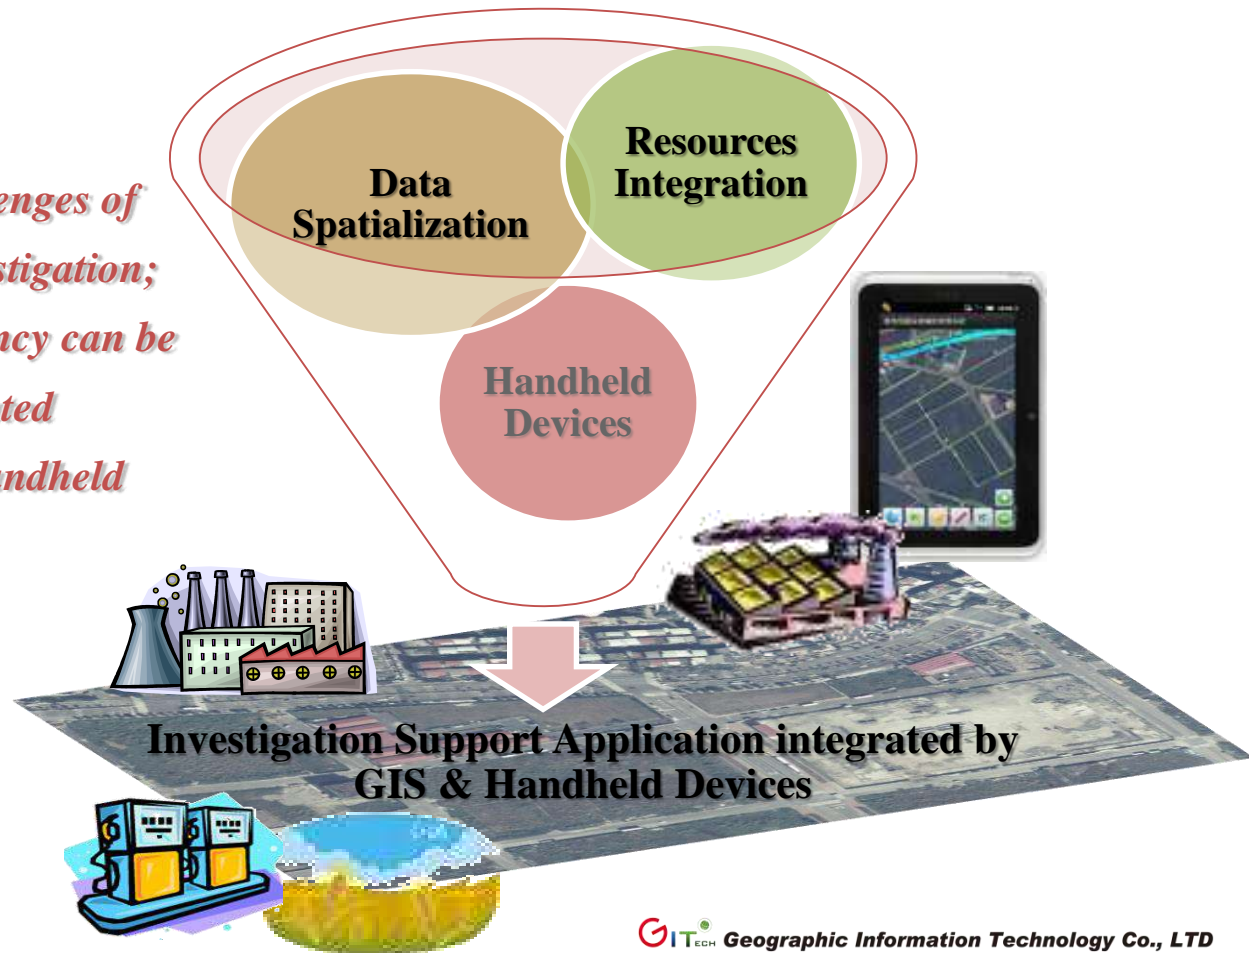 Resources
Integration
Data
Spatialization
enges of
stigation;
ncy can be
ted
andheld
Handheld
Devices
Investigation Support Application integrated by
GIS & Handheld Devices
GITECH Geographic Information Technology Co., LTD